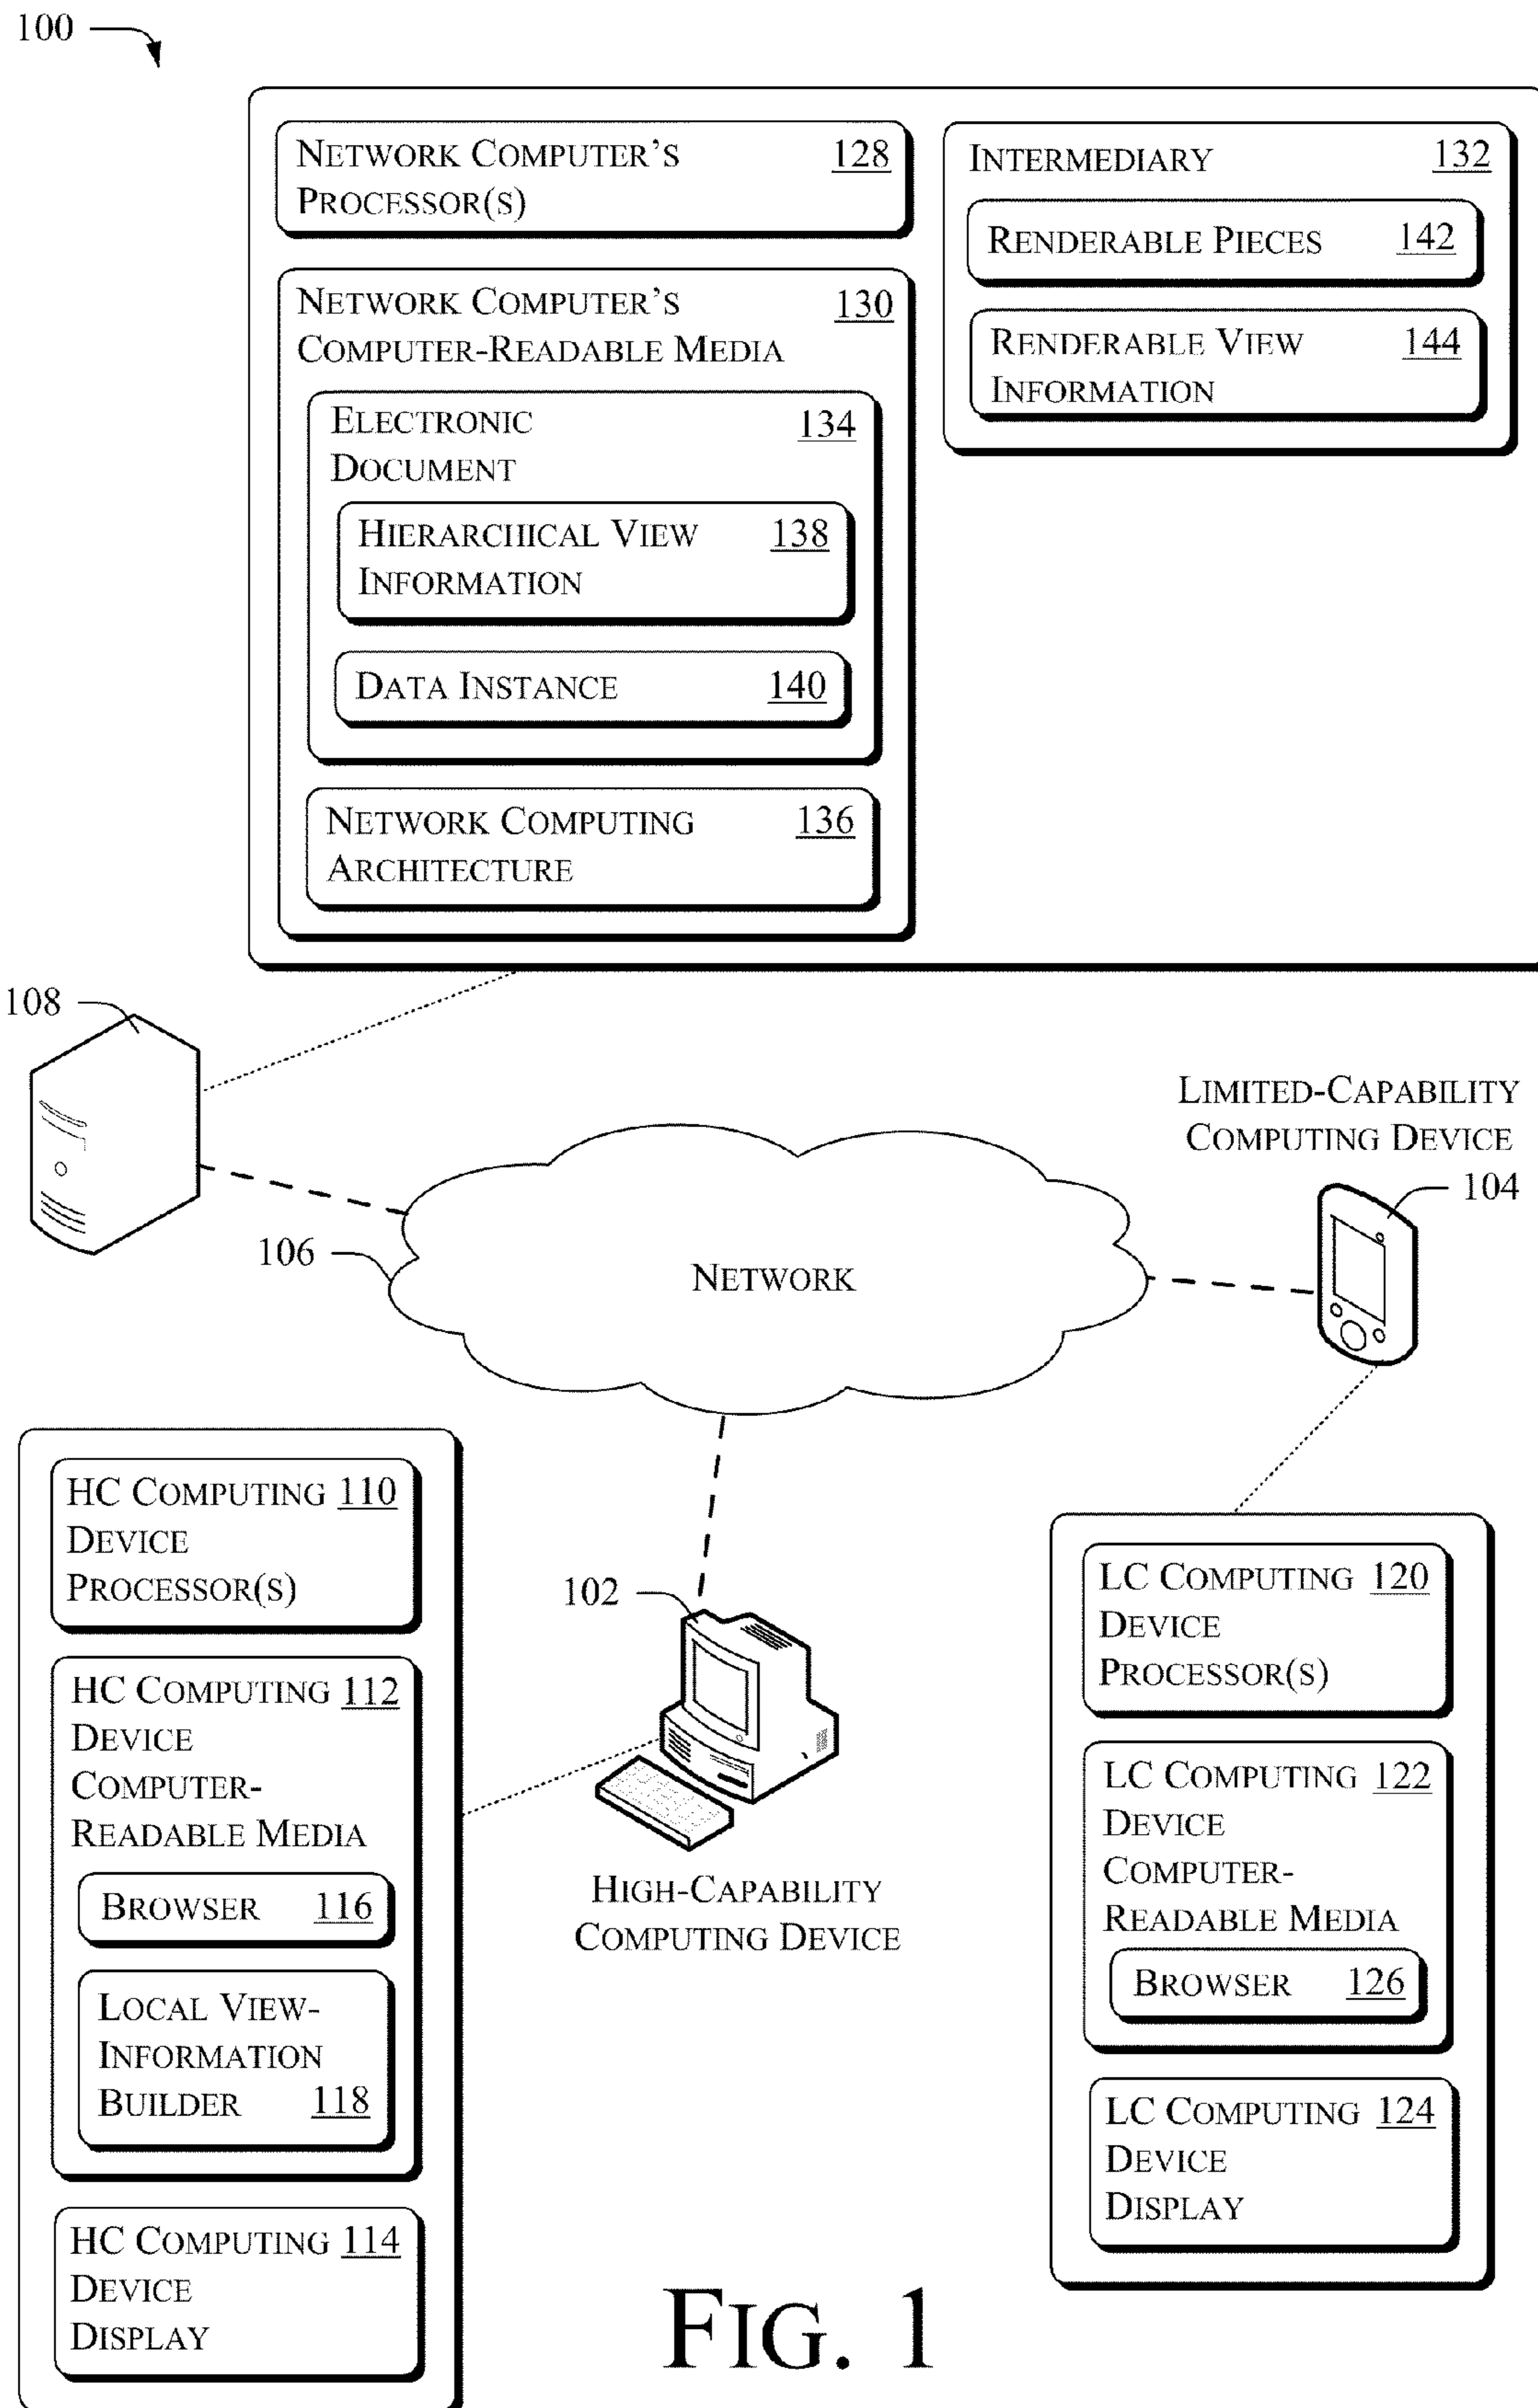 100
NETWORK COMPUTER'S 128
PROCESSOR(S)
INTERMEDIARY 132
RENDERABLE PIECES 142
RENDERABLE VIEW 144
INFORMATION
NETWORK COMPUTER'S 130
COMPUTER-READABLE MEDIA
ELECTRONIC 134
DOCUMENT
HIERARCHICAL VIEW 138
INFORMATION
DATA INSTANCE 140
NETWORK COMPUTING 136
ARCHITECTURE
108
LIMITED-CAPABILITY
COMPUTING DEVICE
104
106
NETWORK
HC COMPUTING 110
DEVICE
PROCESSOR(S)
HC COMPUTING 112
DEVICE
COMPUTER-
READABLE MEDIA
BROWSER 116
LOCAL VIEW-
INFORMATION
BUILDER 118
HC COMPUTING 114
DEVICE
DISPLAY
102
HIGH-CAPABILITY
COMPUTING DEVICE
LC COMPUTING 120
DEVICE
PROCESSOR(S)
LC COMPUTING 122
DEVICE
COMPUTER-
READABLE MEDIA
BROWSER 126
LC COMPUTING 124
DEVICE
DISPLAY
FIG. 1